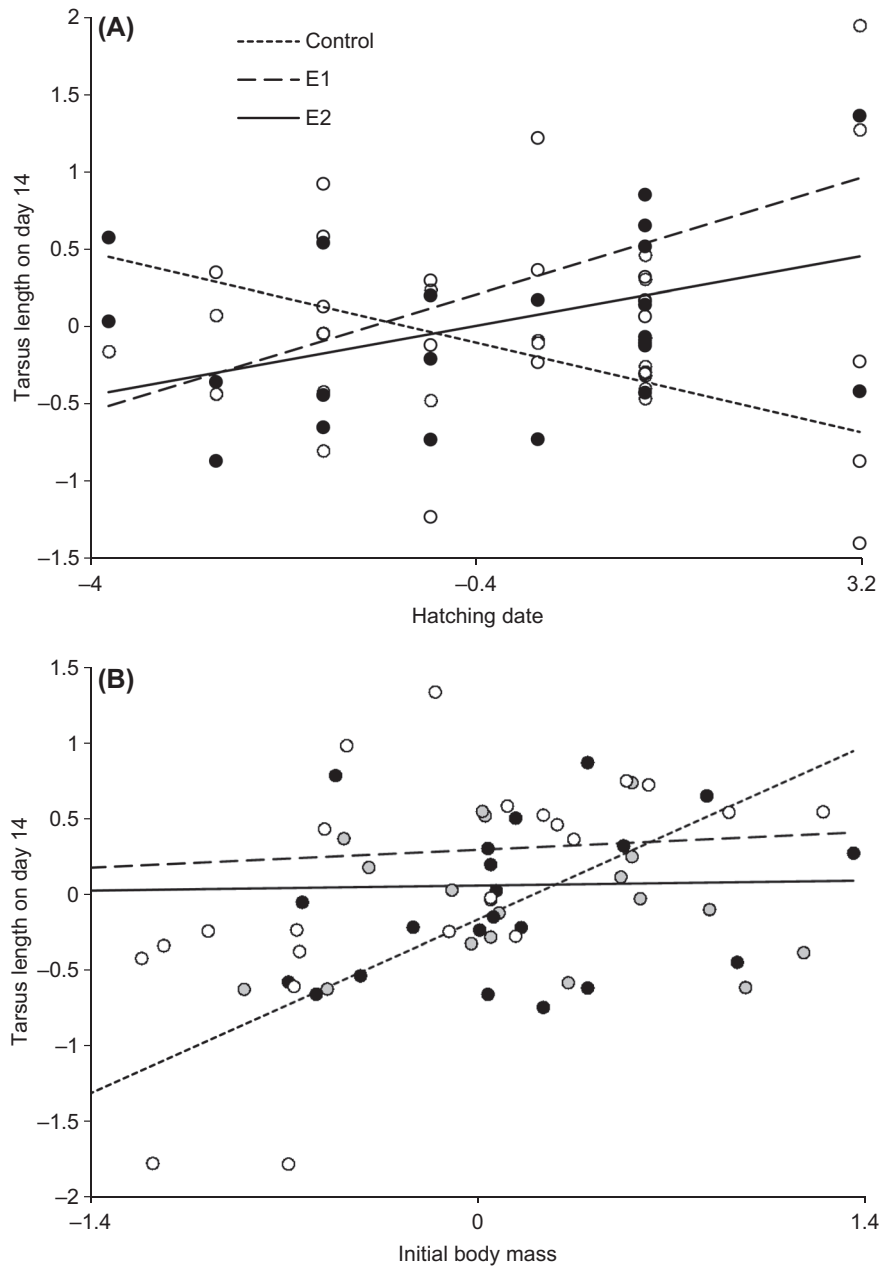 (A)
Control
E1
E2
2
1.5
1
0.5
0
–0.5
–1
–1.5
Tarsus length on day 14
–4
–0.4
3.2
Hatching date
(B)
1.5
1
0.5
0
–0.5
–1
–1.5
–2
Tarsus length on day 14
–1.4
0
1.4
Initial body mass